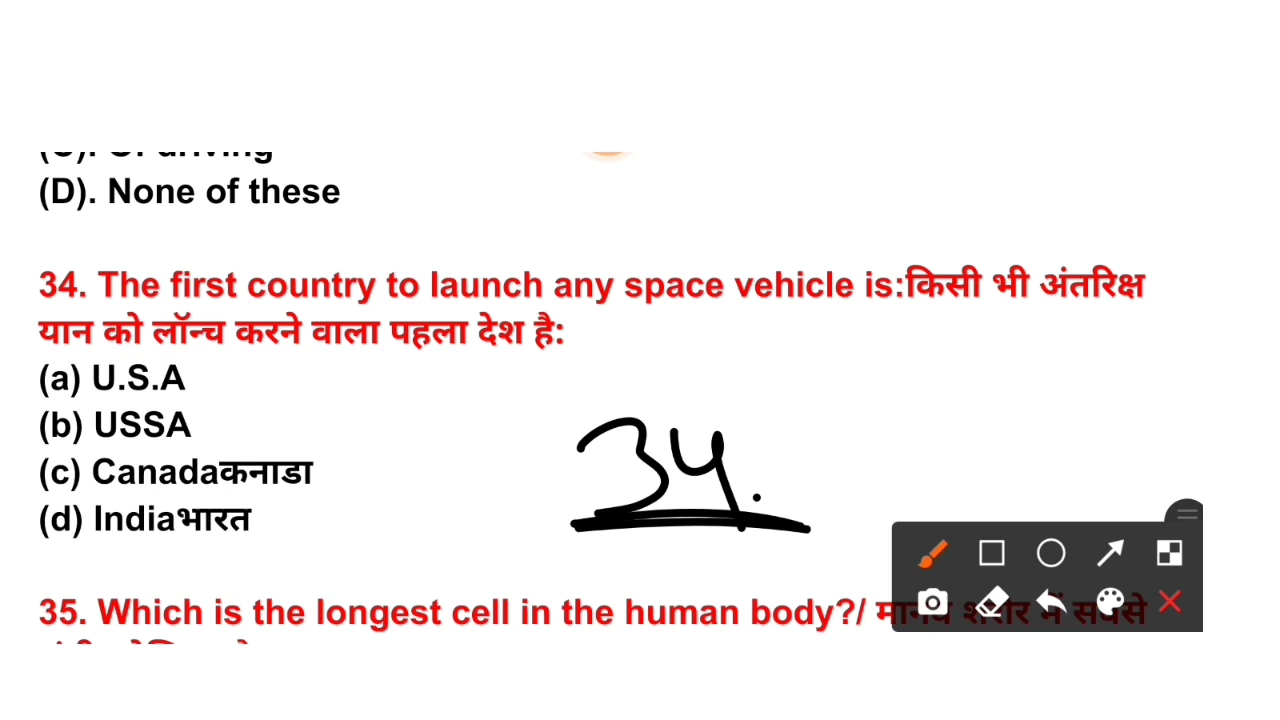 (D). None of these
34. The first country to launch any space vehicle is:किसी भी अंतरिक्ष
यान को लॉन्च करने वाला पहला देश है:
(a) U.S.A
(b) USSA
(c) Canadaकनाडा
34.
(d) Indiaभारत
35. Which is the longest cell in the human body?/ मानव शरीर में सबसे